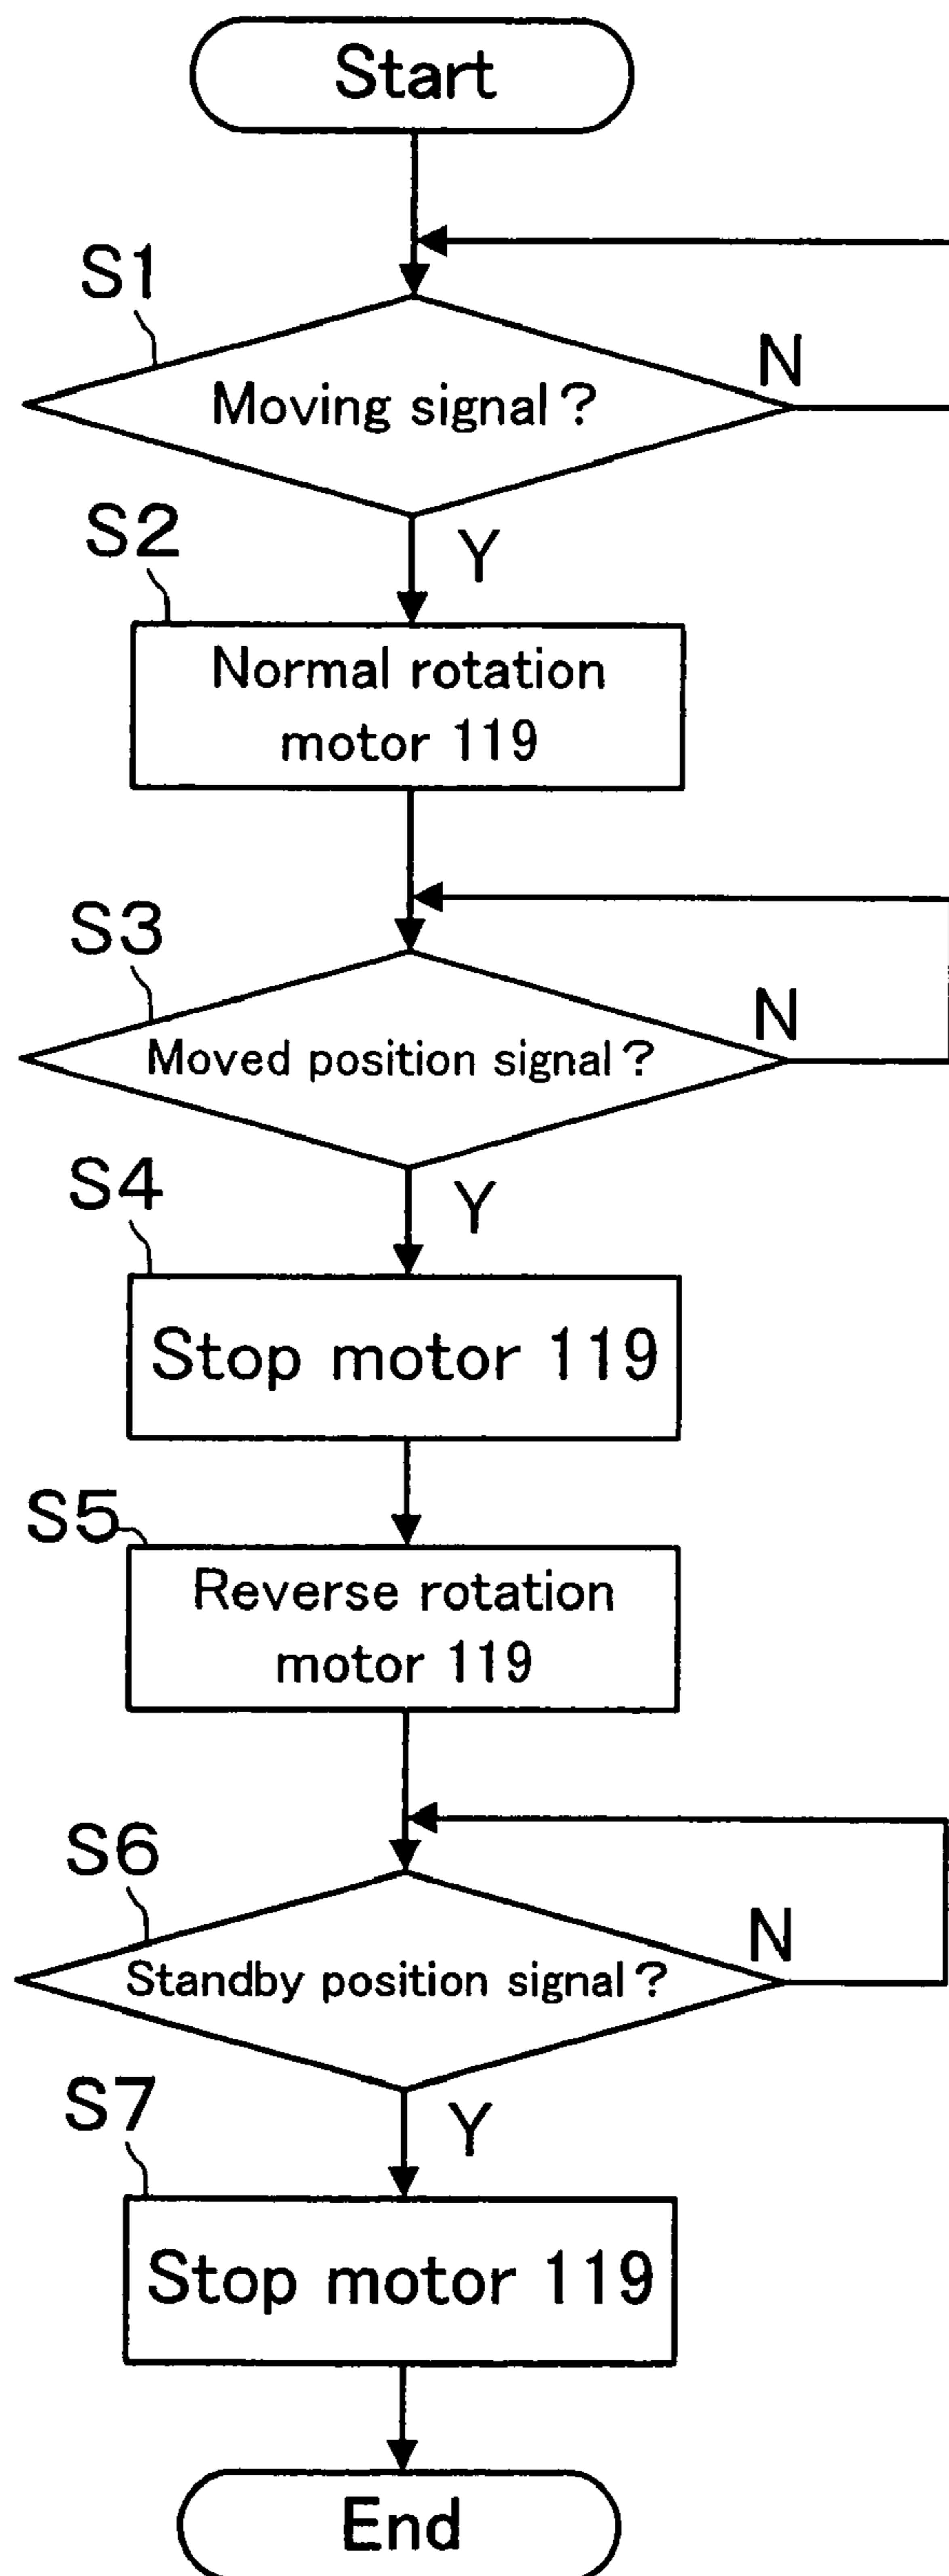 Start
S1
Moving signal?
N
Y
S2
Normal rotation
motor 119
S3
Moved position signal?
N
Y
S4
Stop motor 119
S5
Reverse rotation
motor 119
S6
Standby position signal?
N
Y
S7
Stop motor 119
End